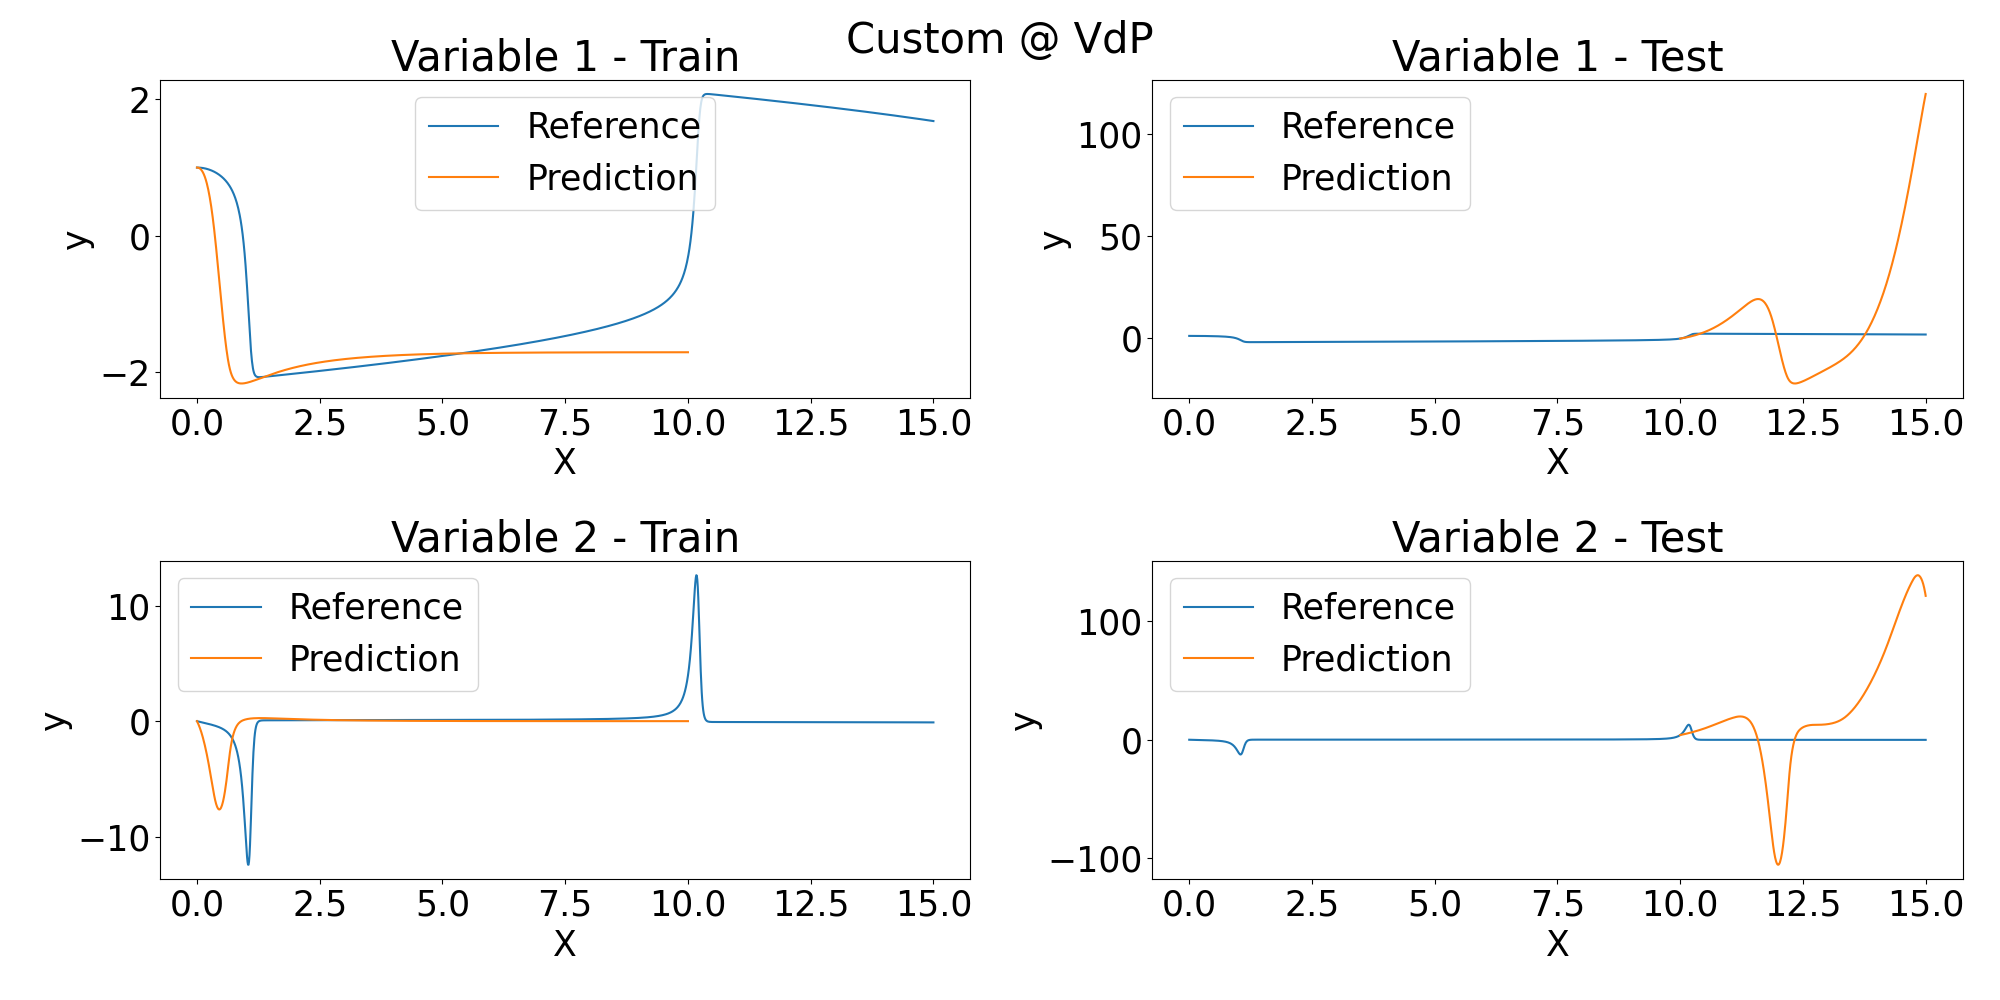 Custom @ VdP
Variable 1 - Train
2
0
−2
y
Reference
Prediction
0.0 2.5 5.0 7.5 10.0 12.5 15.0
X
Variable 1 - Test
100
50
0
y
Reference
Prediction
0.0 2.5 5.0 7.5 10.0 12.5 15.0
X
Variable 2 - Train
10
0
−10
y
Reference
Prediction
0.0 2.5 5.0 7.5 10.0 12.5 15.0
X
Variable 2 - Test
100
0
−100
y
Reference
Prediction
0.0 2.5 5.0 7.5 10.0 12.5 15.0
X